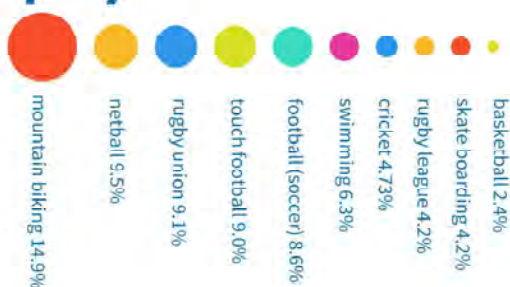 mountain biking 14.9%
netball 9.5%
rugby union 9.1%
touch football 9.0%
football (soccer) 8.6%
swimming 6.3%
cricket 4.73%
rugby league 4.2%
skate boarding 4.2%
basketball 2.4%